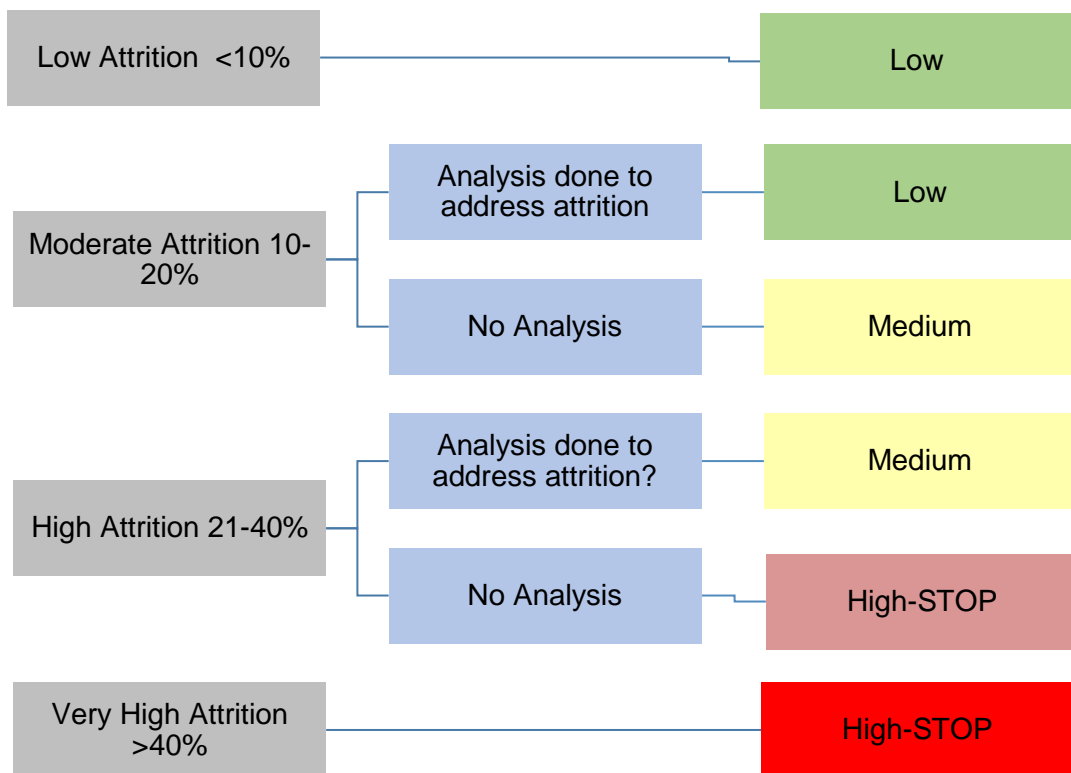 Low Attrition  <10%
Low
Analysis done to
address attrition
Low
Moderate Attrition 10-
20%
No Analysis
Medium
Analysis done to
address attrition?
Medium
High Attrition 21-40%
No Analysis
High-STOP
Very High Attrition
>40%
High-STOP